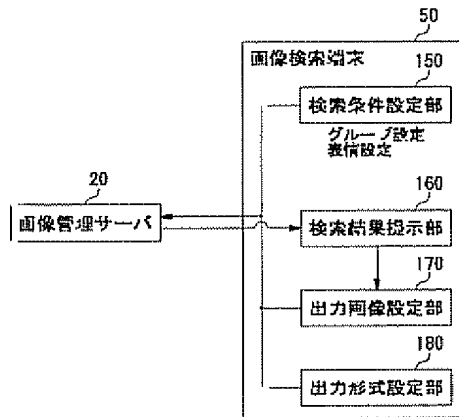 50
画像検索端末
150
検索条件設定部
グループ設定
表情設定
20
画像管理サーバ
160
検索結果提示部
170
出力画像設定部
180
出力形式設定部